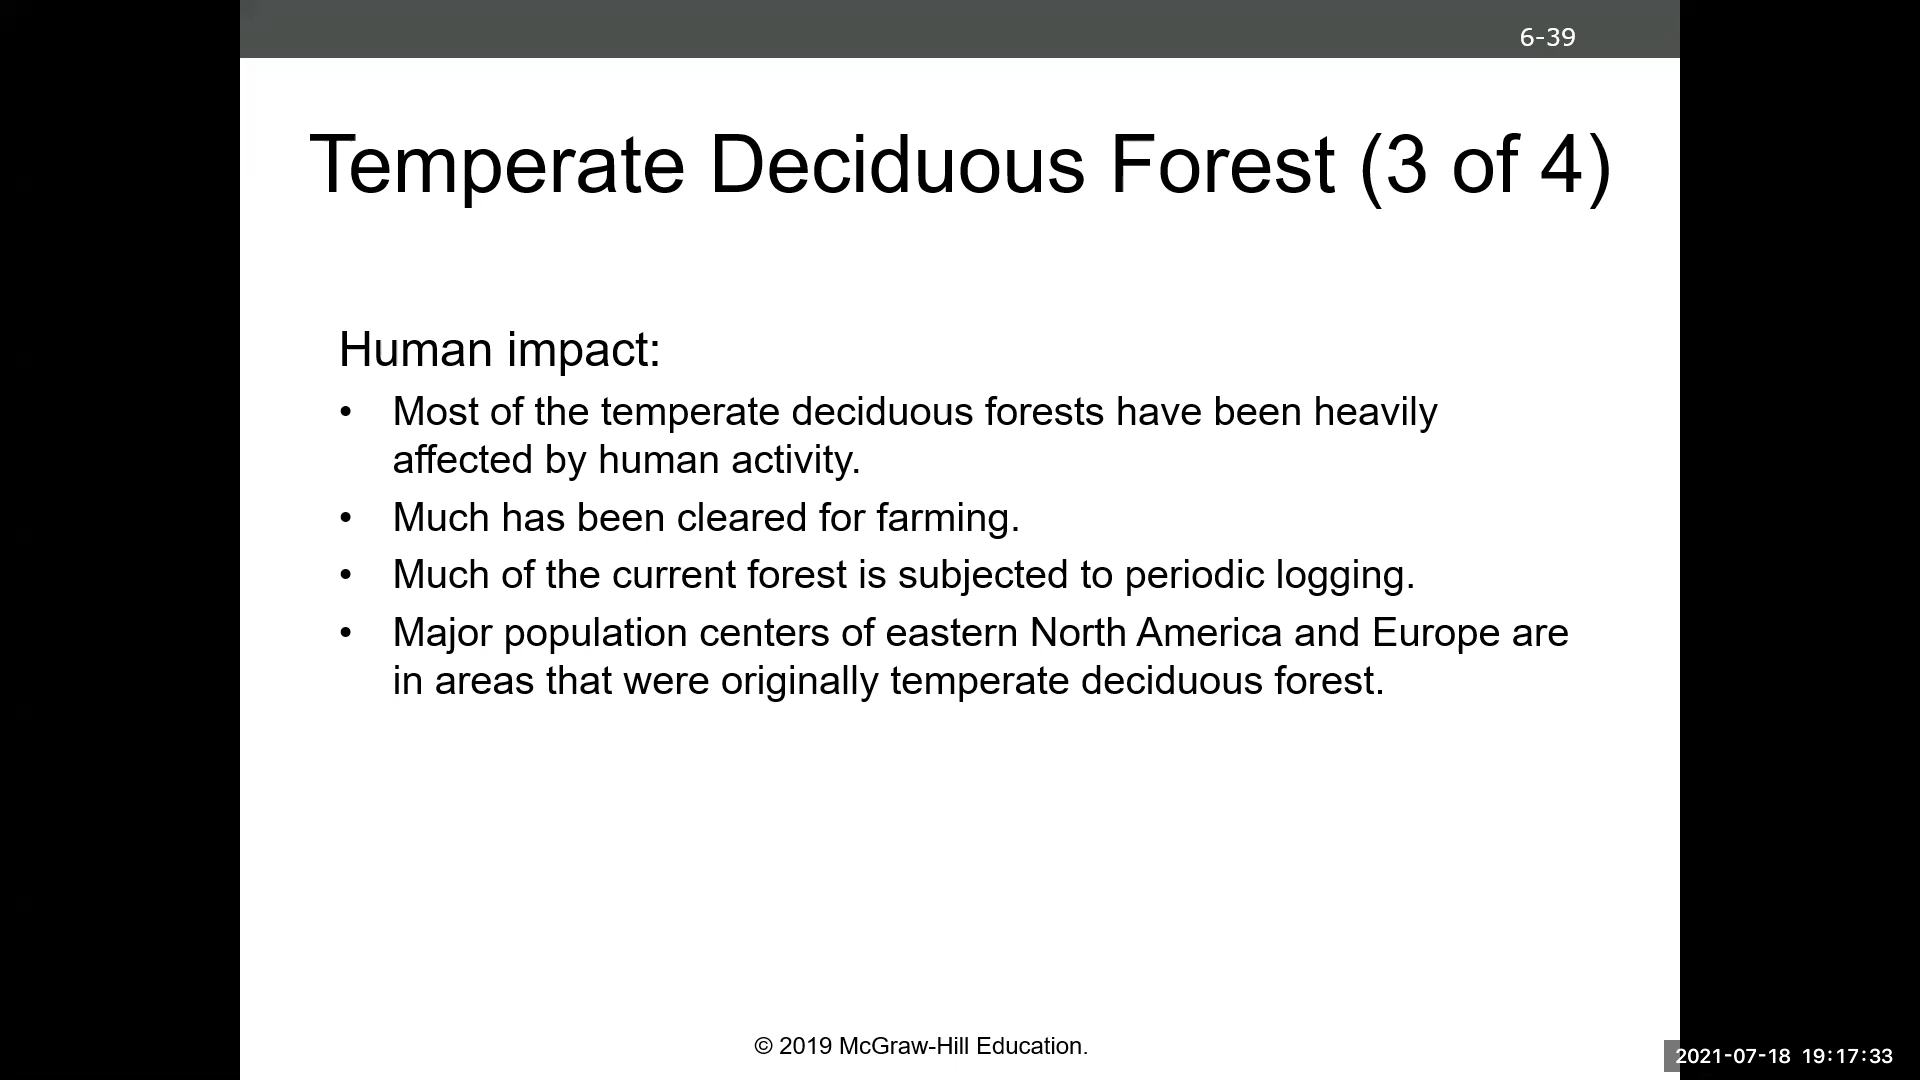 6-39
Temperate Deciduous Forest (3 of 4)
Human impact:
• Most of the temperate deciduous forests have been heavily
affected by human activity.
• Much has been cleared for farming.
• Much of the current forest is subjected to periodic logging.
• Major population centers of eastern North America and Europe are
in areas that were originally temperate deciduous forest.
© 2019 McGraw-Hill Education.
2021-07-18 19:17:33